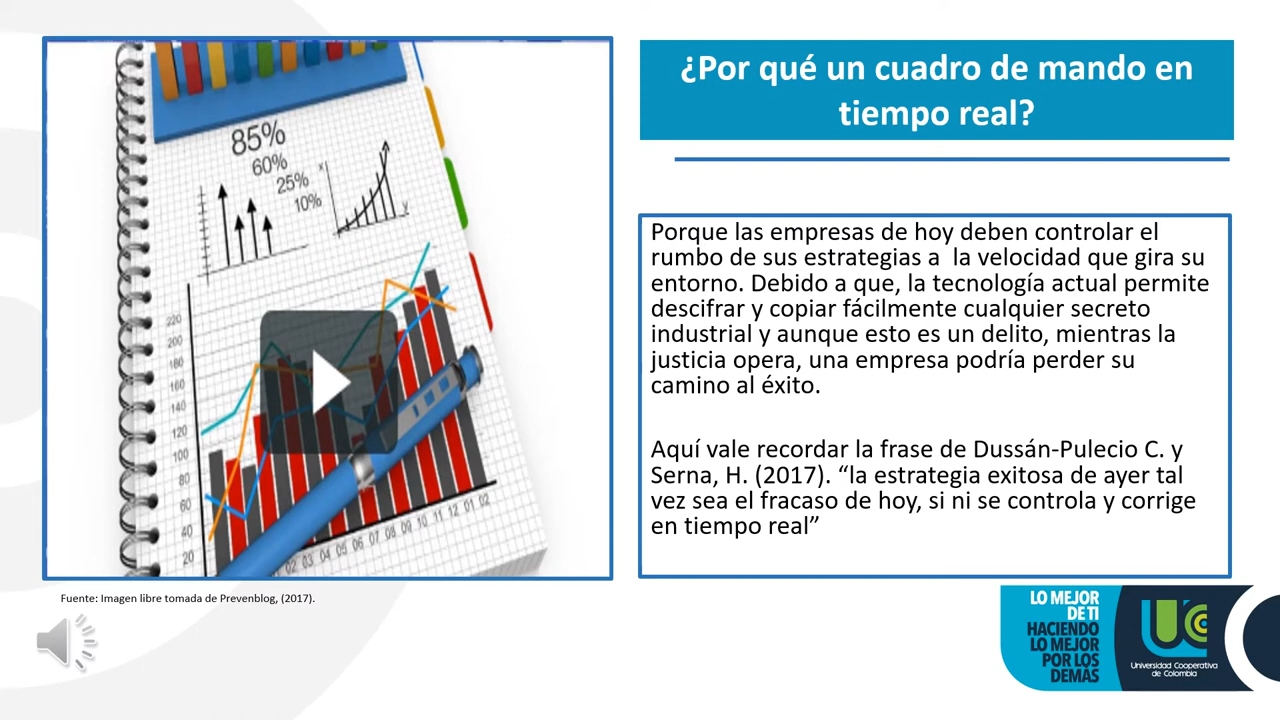 ¿Por qué un cuadro de mando en
tiempo real?
85%
60%
25%
10%
x
y
220
200
180
160
140
120
100
80
60
40
20
02 03 04 05 06 07 08 09 10 11 12 01 02
Porque las empresas de hoy deben controlar el
rumbo de sus estrategias a  la velocidad que gira su
entorno. Debido a que, la tecnología actual permite
descifrar y copiar fácilmente cualquier secreto
industrial y aunque esto es un delito, mientras la
justicia opera, una empresa podría perder su
camino al éxito.
Aquí vale recordar la frase de Dussán-Pulecio C. y
Serna, H. (2017). “la estrategia exitosa de ayer tal
vez sea el fracaso de hoy, si ni se controla y corrige
en tiempo real”
Fuente: Imagen libre tomada de Prevenblog, (2017).
LO MEJOR
DE TI
HACIENDO
LO MEJOR
POR LOS
DEMÁS
UCC
Universidad Cooperativa
de Colombia